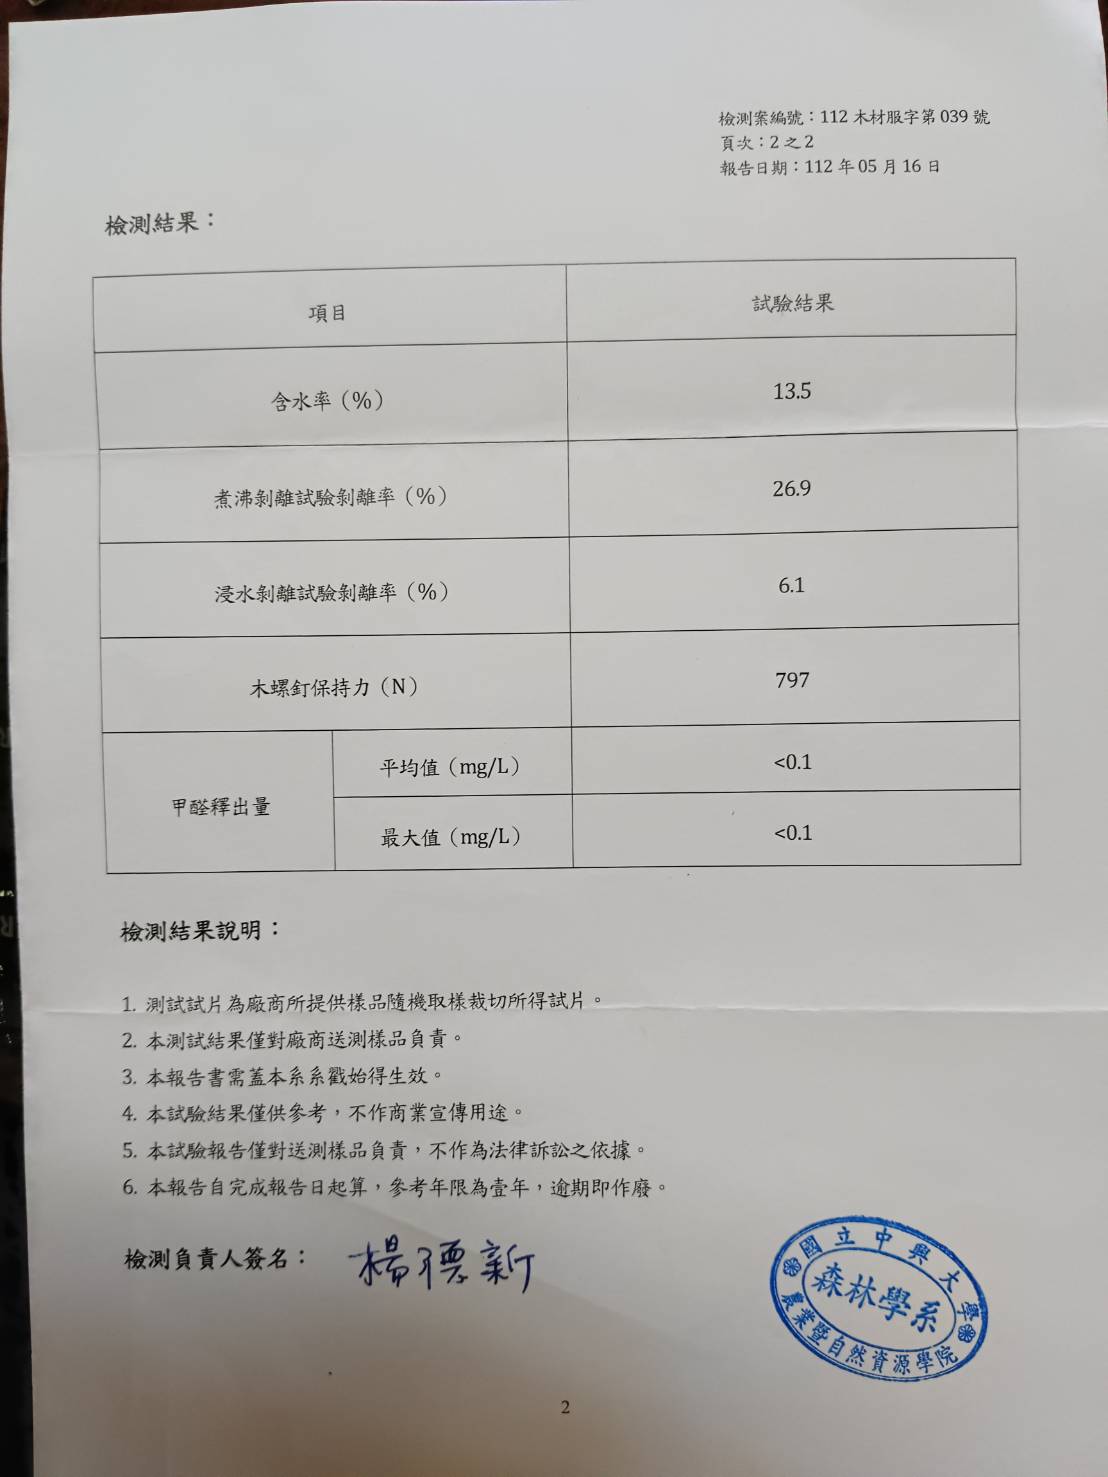 檢測案編號：112 木材服字第 039 號
頁次：2 之 2
報告日期：112 年 05 月 16 日
檢測結果：
項目 試驗結果
含水率（%） 13.5
煮沸剝離試驗剝離率（%） 26.9
浸水剝離試驗剝離率（%） 6.1
木螺釘保持力（N） 797
甲醛釋出量
平均值（mg/L） <0.1
最大值（mg/L） <0.1
檢測結果說明：
1. 測試試片為廠商所提供樣品隨機取樣裁切所得試片。
2. 本測試結果僅對廠商送測樣品負責。
3. 本報告書需蓋本系系戳始得生效。
4. 本試驗結果僅供參考，不作商業宣傳用途。
5. 本試驗報告僅對送測樣品負責，不作為法律訴訟之依據。
6. 本報告自完成報告日起算，參考年限為壹年，逾期即作廢。
檢測負責人簽名： 楊德新
國立中興大學
森林學系
農業暨自然資源學院
2